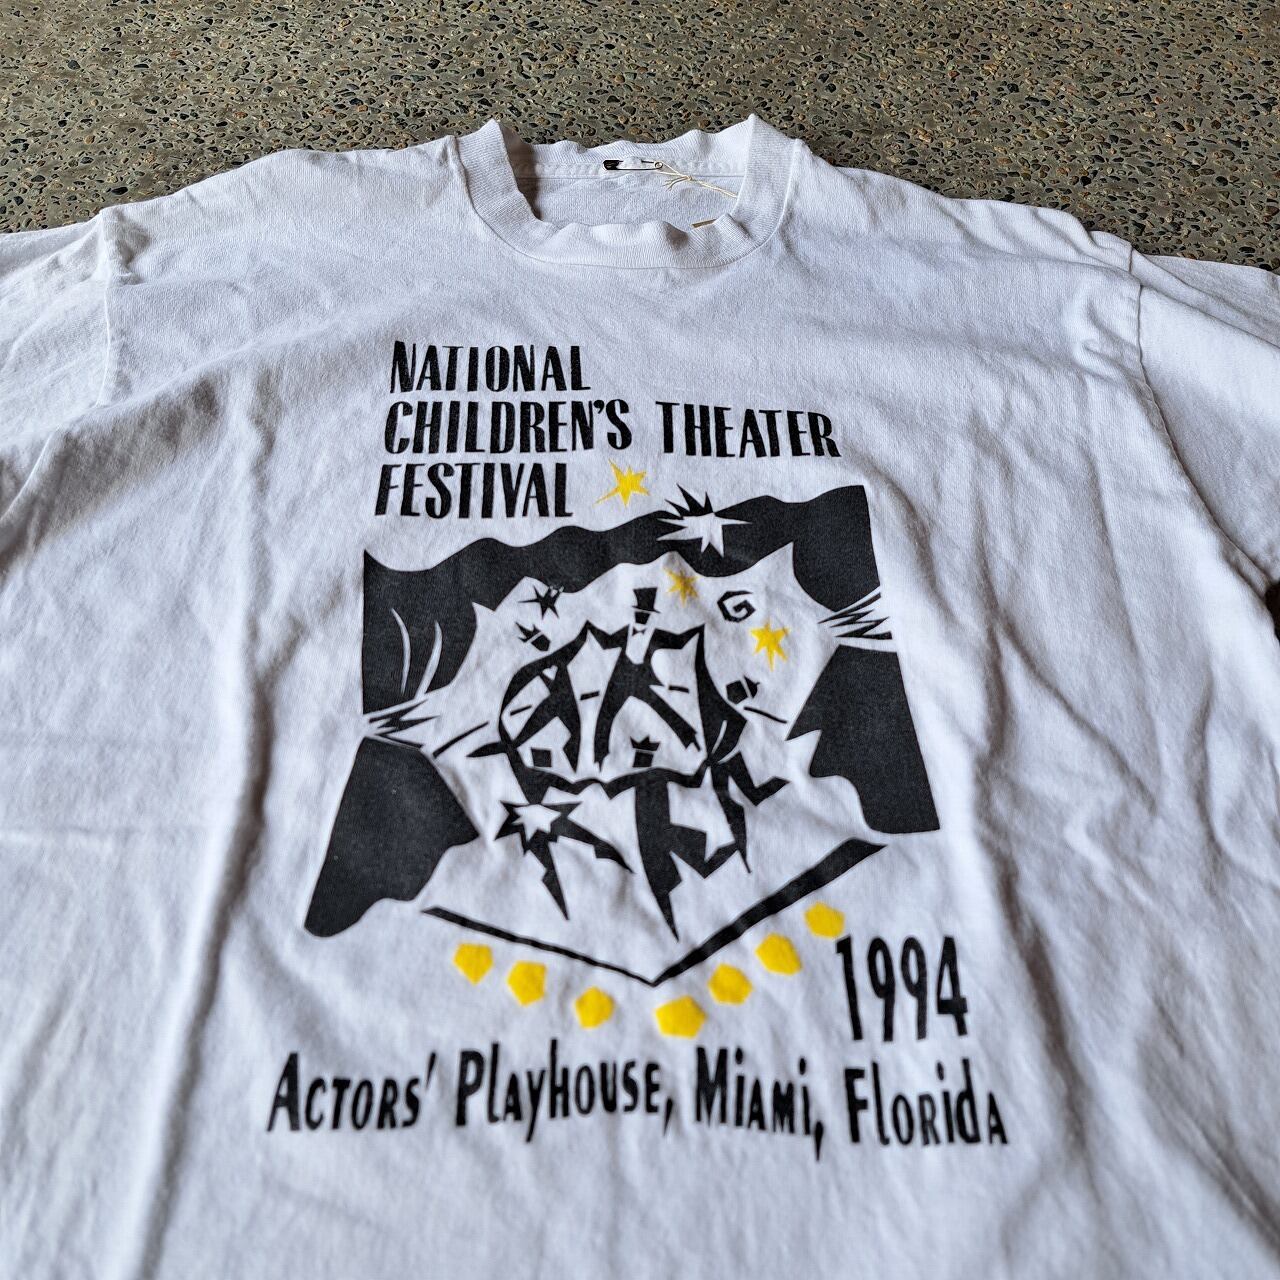 NATIONAL
CHILDREN'S THEATER
FESTIVAL
1994
ACTORS' PlayHOUSE, MIAMI, FLORIDA